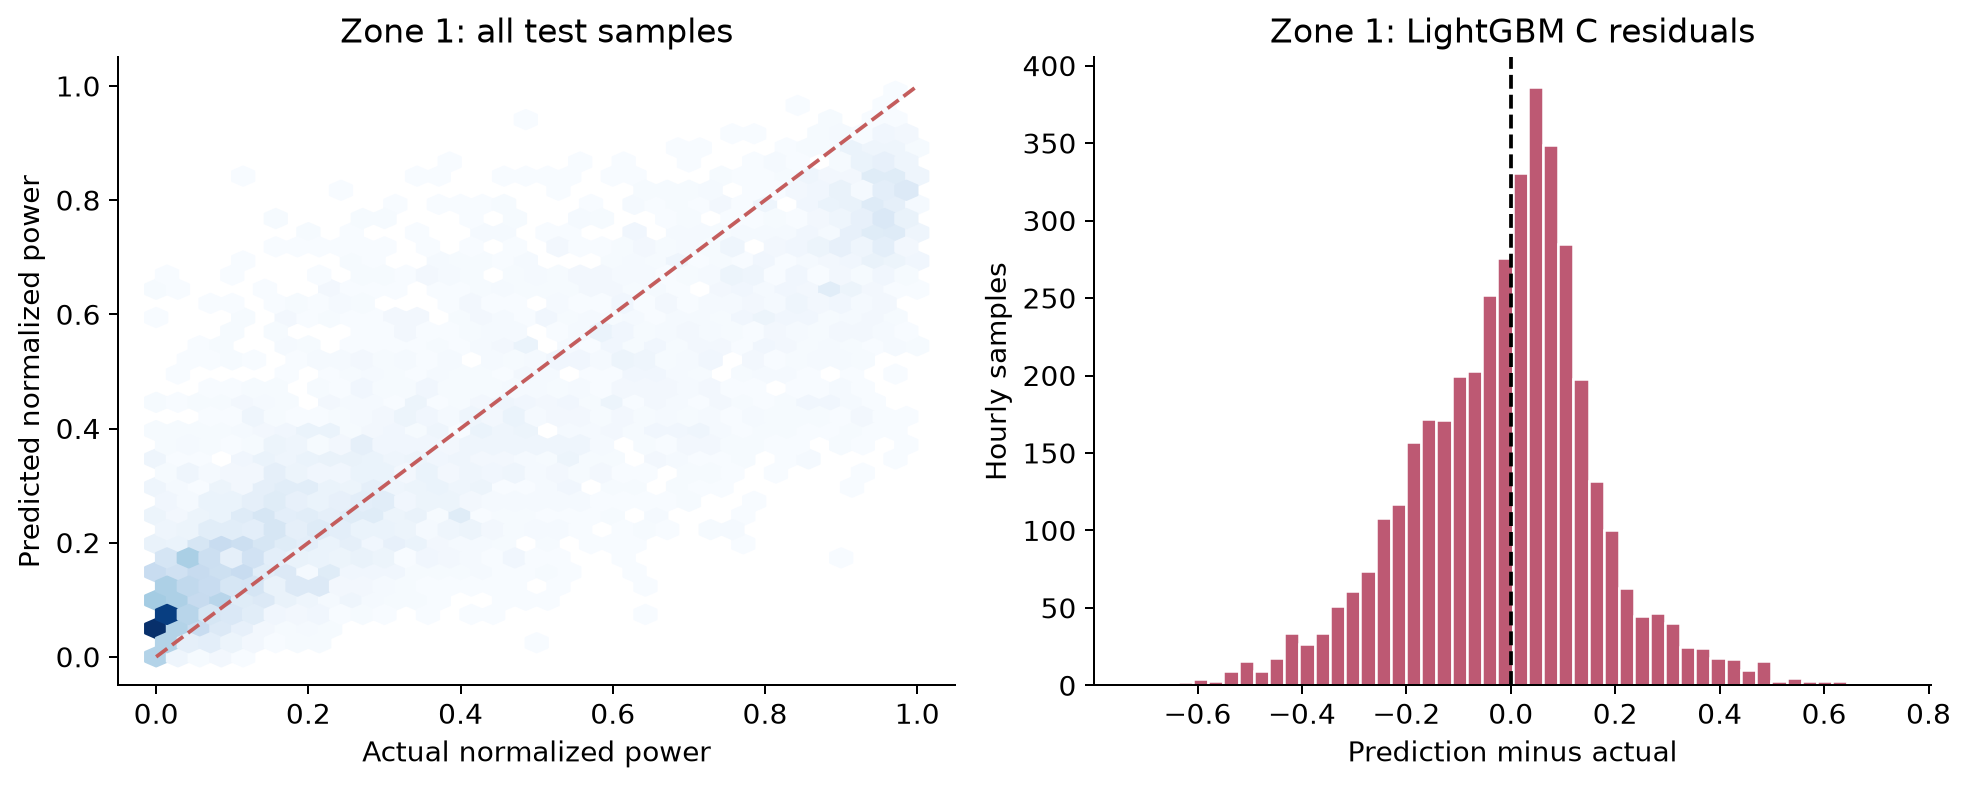 Zone 1: all test samples
Predicted normalized power
1.0
0.8
0.6
0.4
0.2
0.0
0.0 0.2 0.4 0.6 0.8 1.0
Actual normalized power
Zone 1: LightGBM C residuals
Hourly samples
400
350
300
250
200
150
100
50
0
−0.6 −0.4 −0.2 0.0 0.2 0.4 0.6 0.8
Prediction minus actual